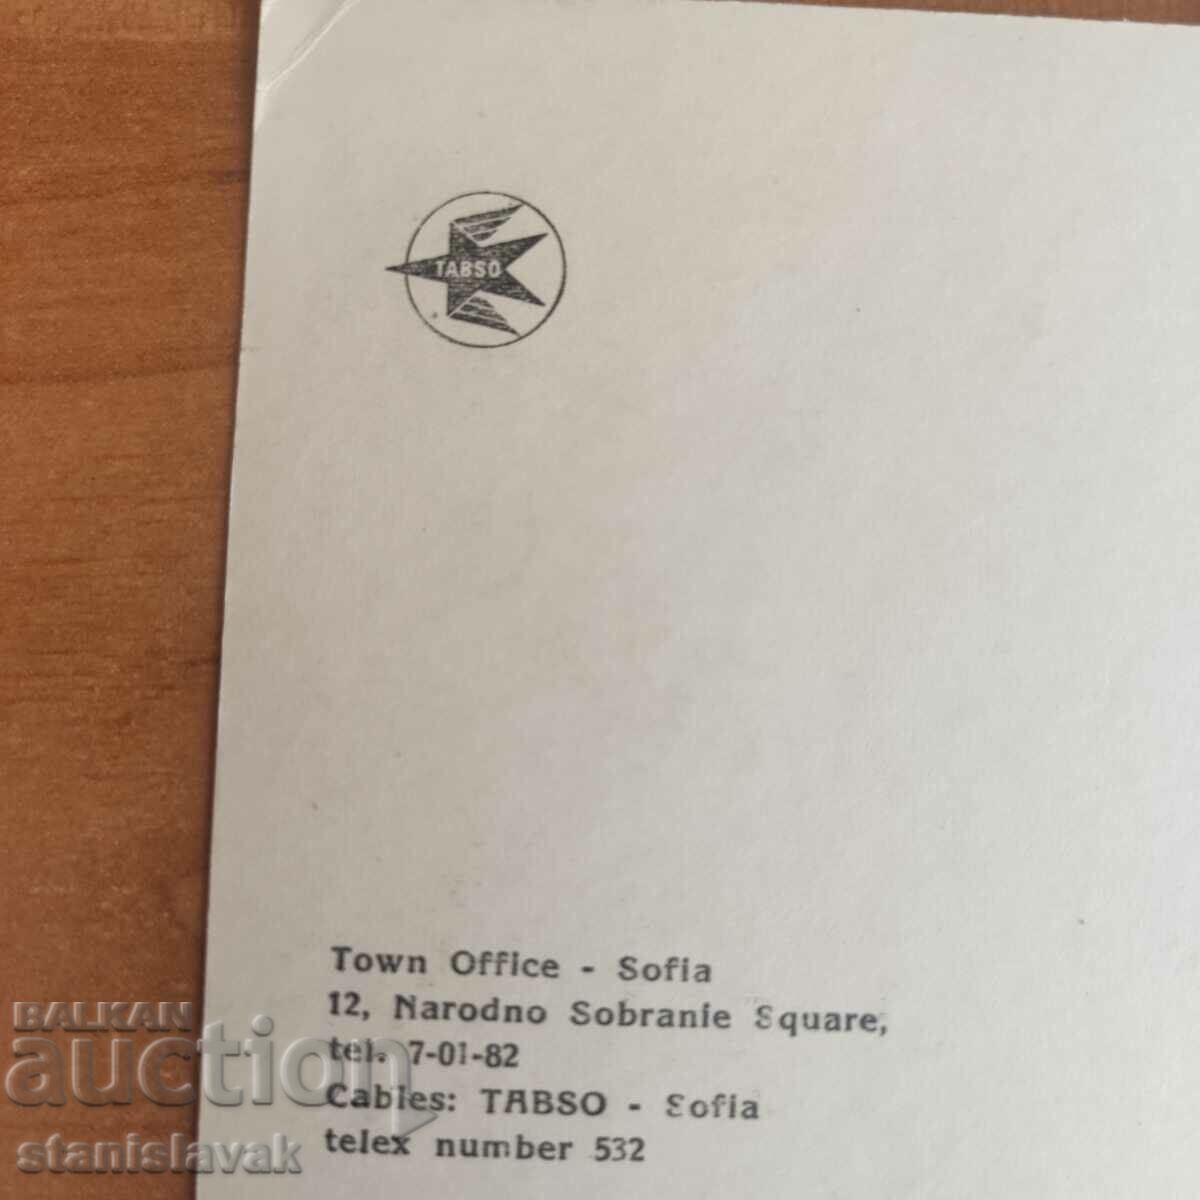 TABSO
Town Office - Sofia
12, Narodno Sobranie Square,
tel. 7-01-82
Cables: TABSO - Sofia
telex number 532
BALKAN
auction
stanislavak